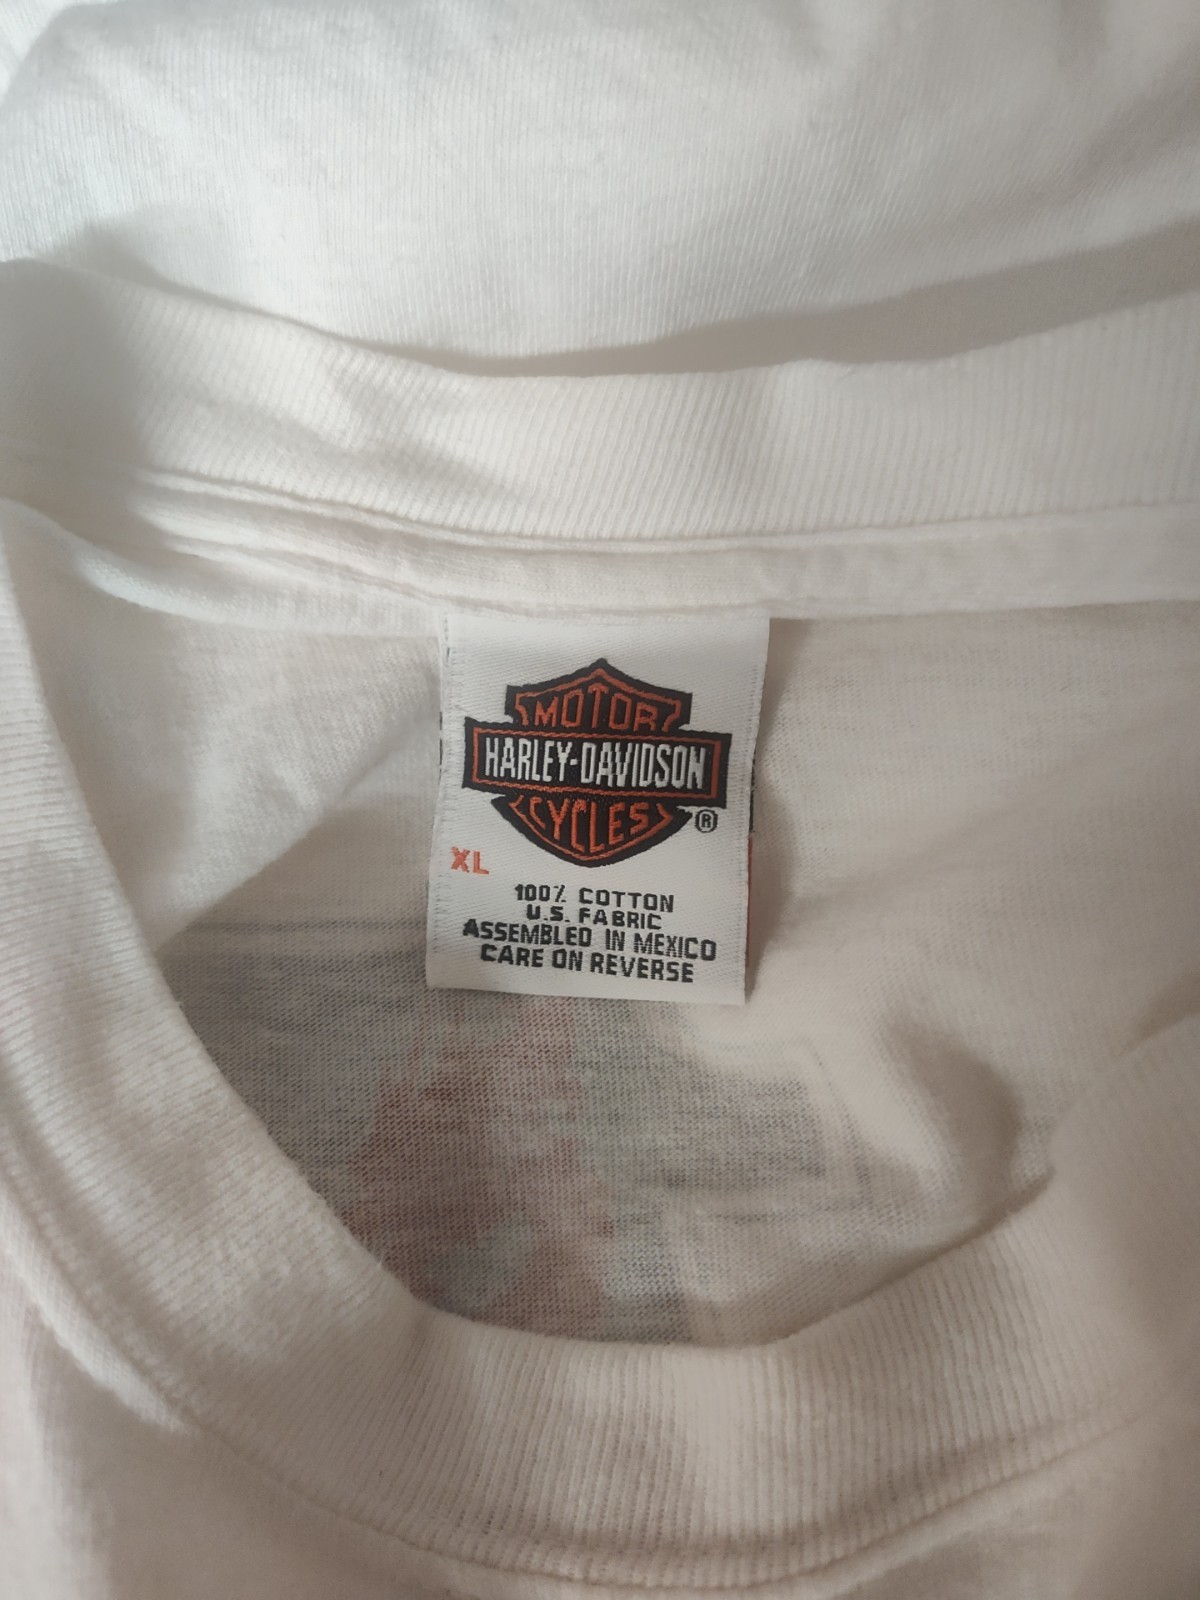 MOTOR
HARLEY-DAVIDSON
CYCLES
®
XL
100% COTTON
U.S. FABRIC
ASSEMBLED IN MEXICO
CARE ON REVERSE